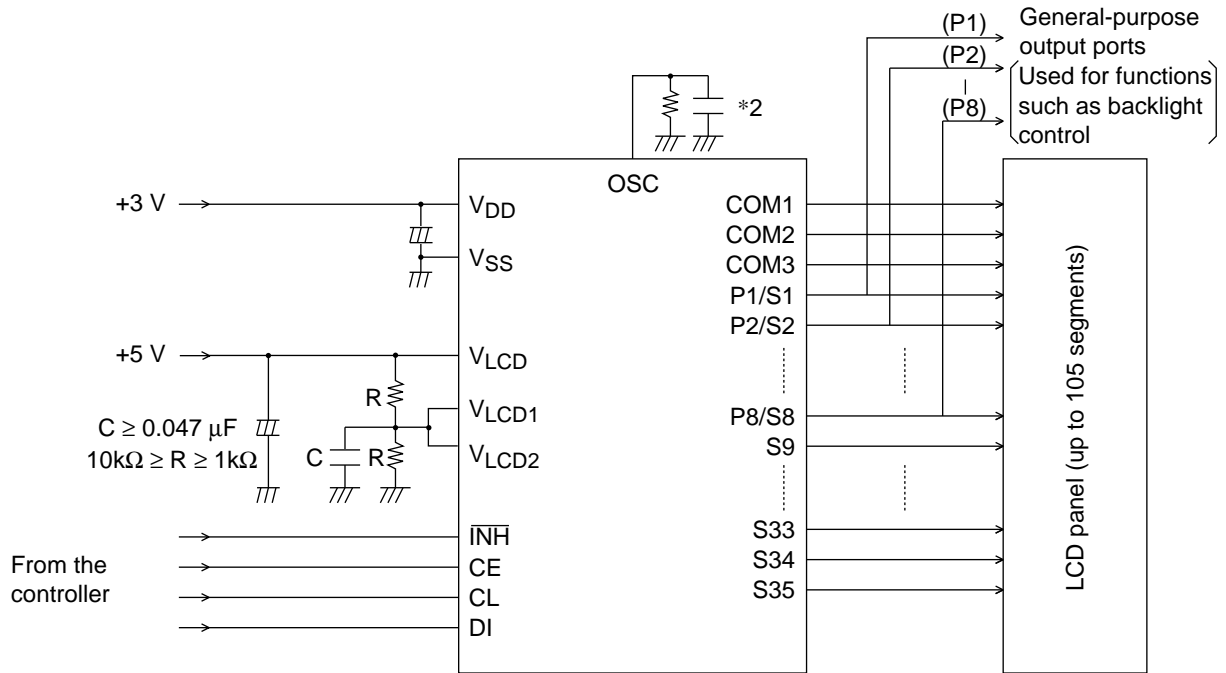 (P1)
General-purpose
output ports
(P2)
Used for functions
such as backlight
control
(P8)
*2
OSC
+3 V
VDD
VSS
COM1
COM2
COM3
P1/S1
P2/S2
+5 V
VLCD
R
VLCD1
C ≥ 0.047 μF
10kΩ ≥ R ≥ 1kΩ
C
R
VLCD2
P8/S8
S9
S33
S34
S35
LCD panel (up to 105 segments)
From the
controller
INH
CE
CL
DI